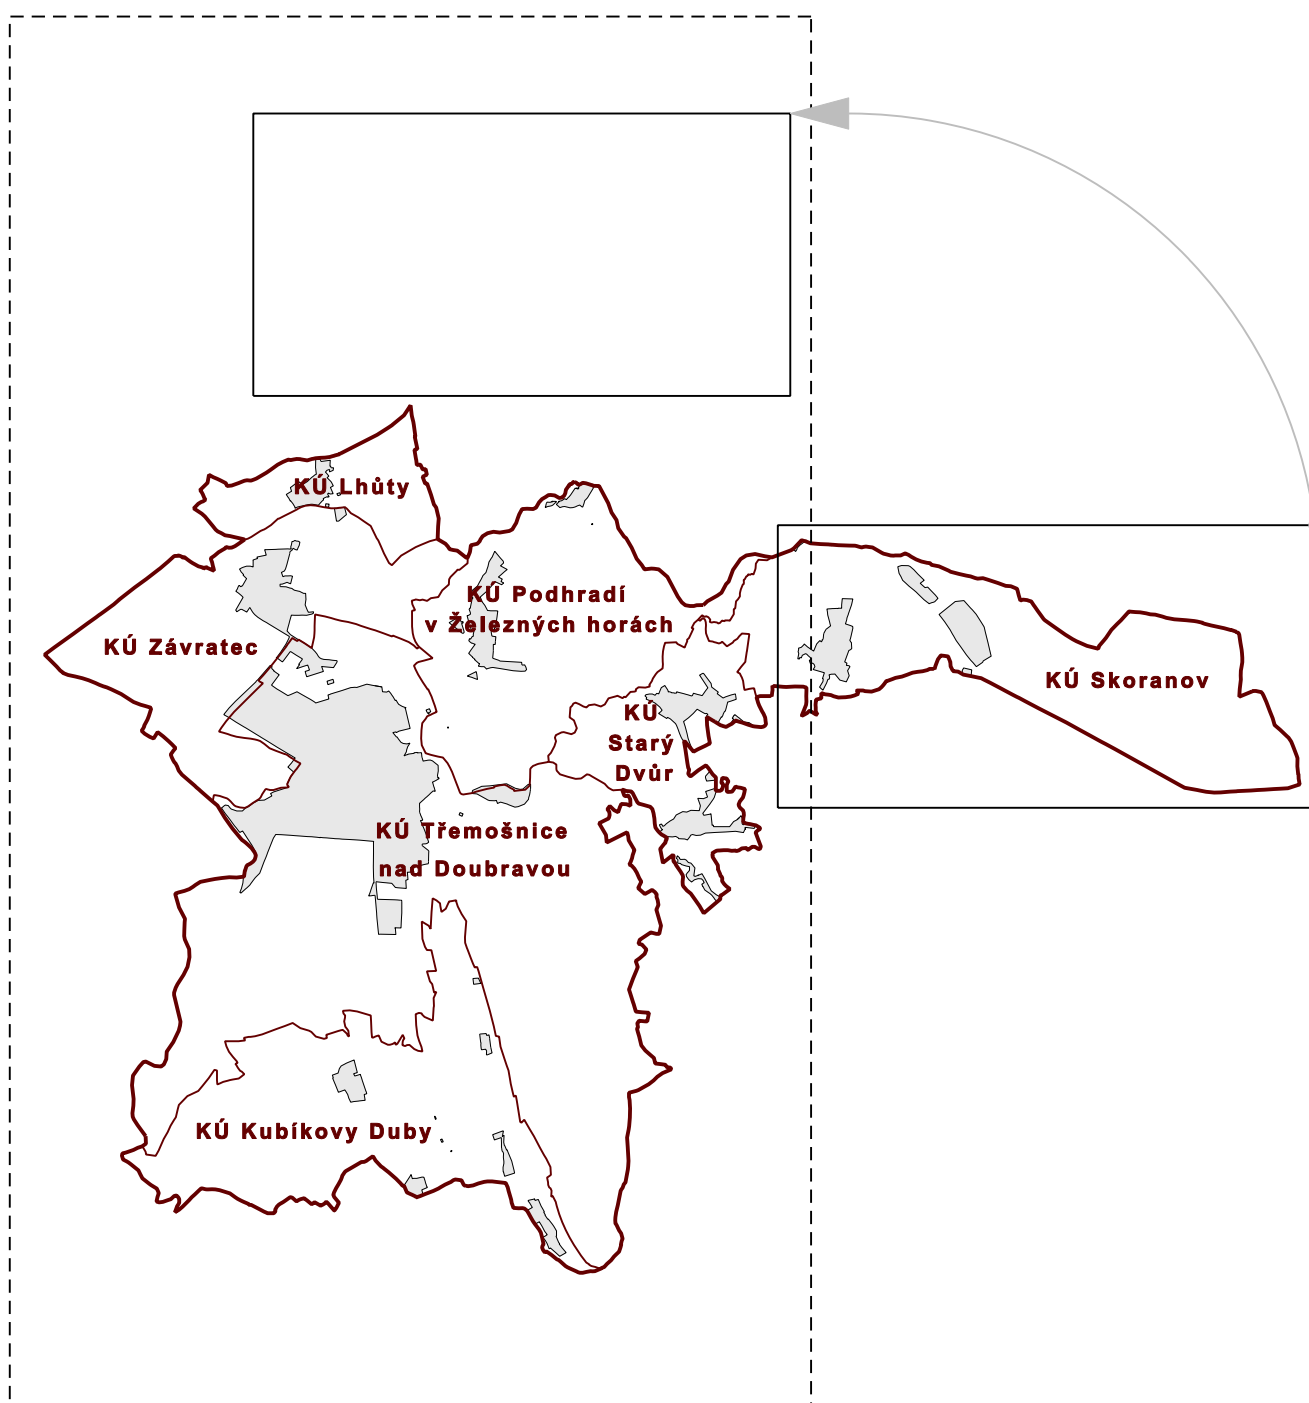 KÚ Lhůty
KÚ Podhradí
v Železných horách
KÚ Závratec
KÚ Skoranov
KÚ
Starý
Dvůr
KÚ Třemošnice
nad Doubravou
KÚ Kubíkovy Duby